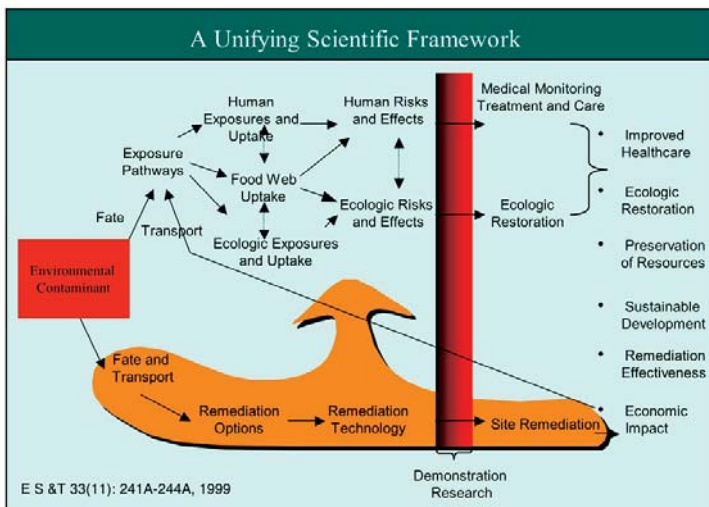 A Unifying Scientific Framework
Human
Exposures and
Uptake
Human Risks
and Effects
Medical Monitoring
Treatment and Care
Exposure
Pathways
Food Web
Uptake
Ecologic Risks
and Effects
Ecologic
Restoration
Ecologic Exposures
and Uptake
Fate
Transport
Environmental
Contaminant
• Improved
Healthcare
• Ecologic
Restoration
• Preservation
of Resources
• Sustainable
Development
• Remediation
Effectiveness
• Economic
Impact
Fate and
Transport
Remediation
Options
Remediation
Technology
Site Remediation
Demonstration
Research
E S &T 33(11): 241A-244A, 1999